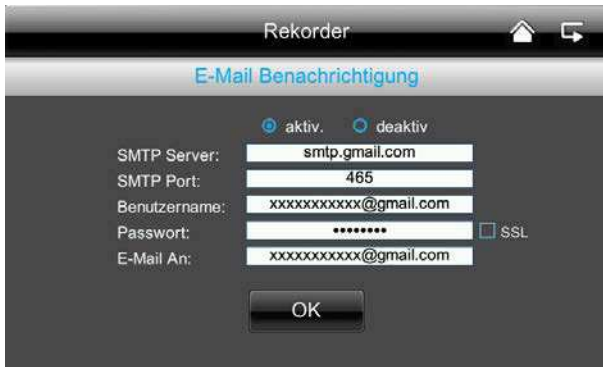 Rekorder
E-Mail Benachrichtigung
aktiv. deaktiv
SMTP Server: smtp.gmail.com
SMTP Port: 465
Benutzername: xxxxxxxxxxx@gmail.com
Passwort: •••••••• SSL
E-Mail An: xxxxxxxxxxx@gmail.com
OK